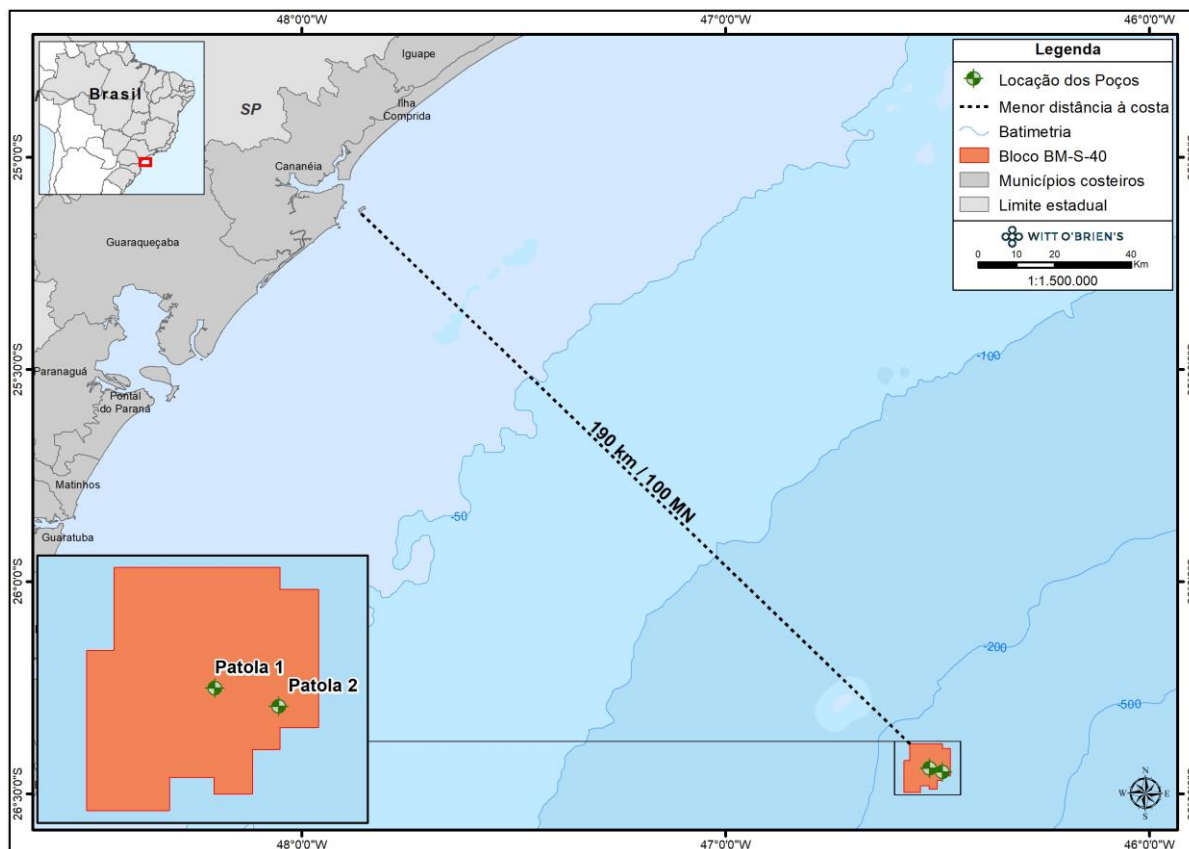 48°0'0"W
47°0'0"W
46°0'0"W
Brasil
SP
Iguape
Ilha
Comprida
Cananéia
Guaraqueçaba
Paranaguá
Pontal
do Paraná
Matinhos
Guaratuba
Legenda
Locação dos Poços
Menor distância à costa
Batimetria
Bloco BM-S-40
Municípios costeiros
Limite estadual
WITT O'BRIEN'S
0 10 20 40
Km
1:1.500.000
25°0'0"S
25°30'0"S
26°0'0"S
26°30'0"S
-100
190 km / 100 MN
-50
-200
-500
Patola 1
Patola 2
N
W
E
S
48°0'0"W
47°0'0"W
46°0'0"W